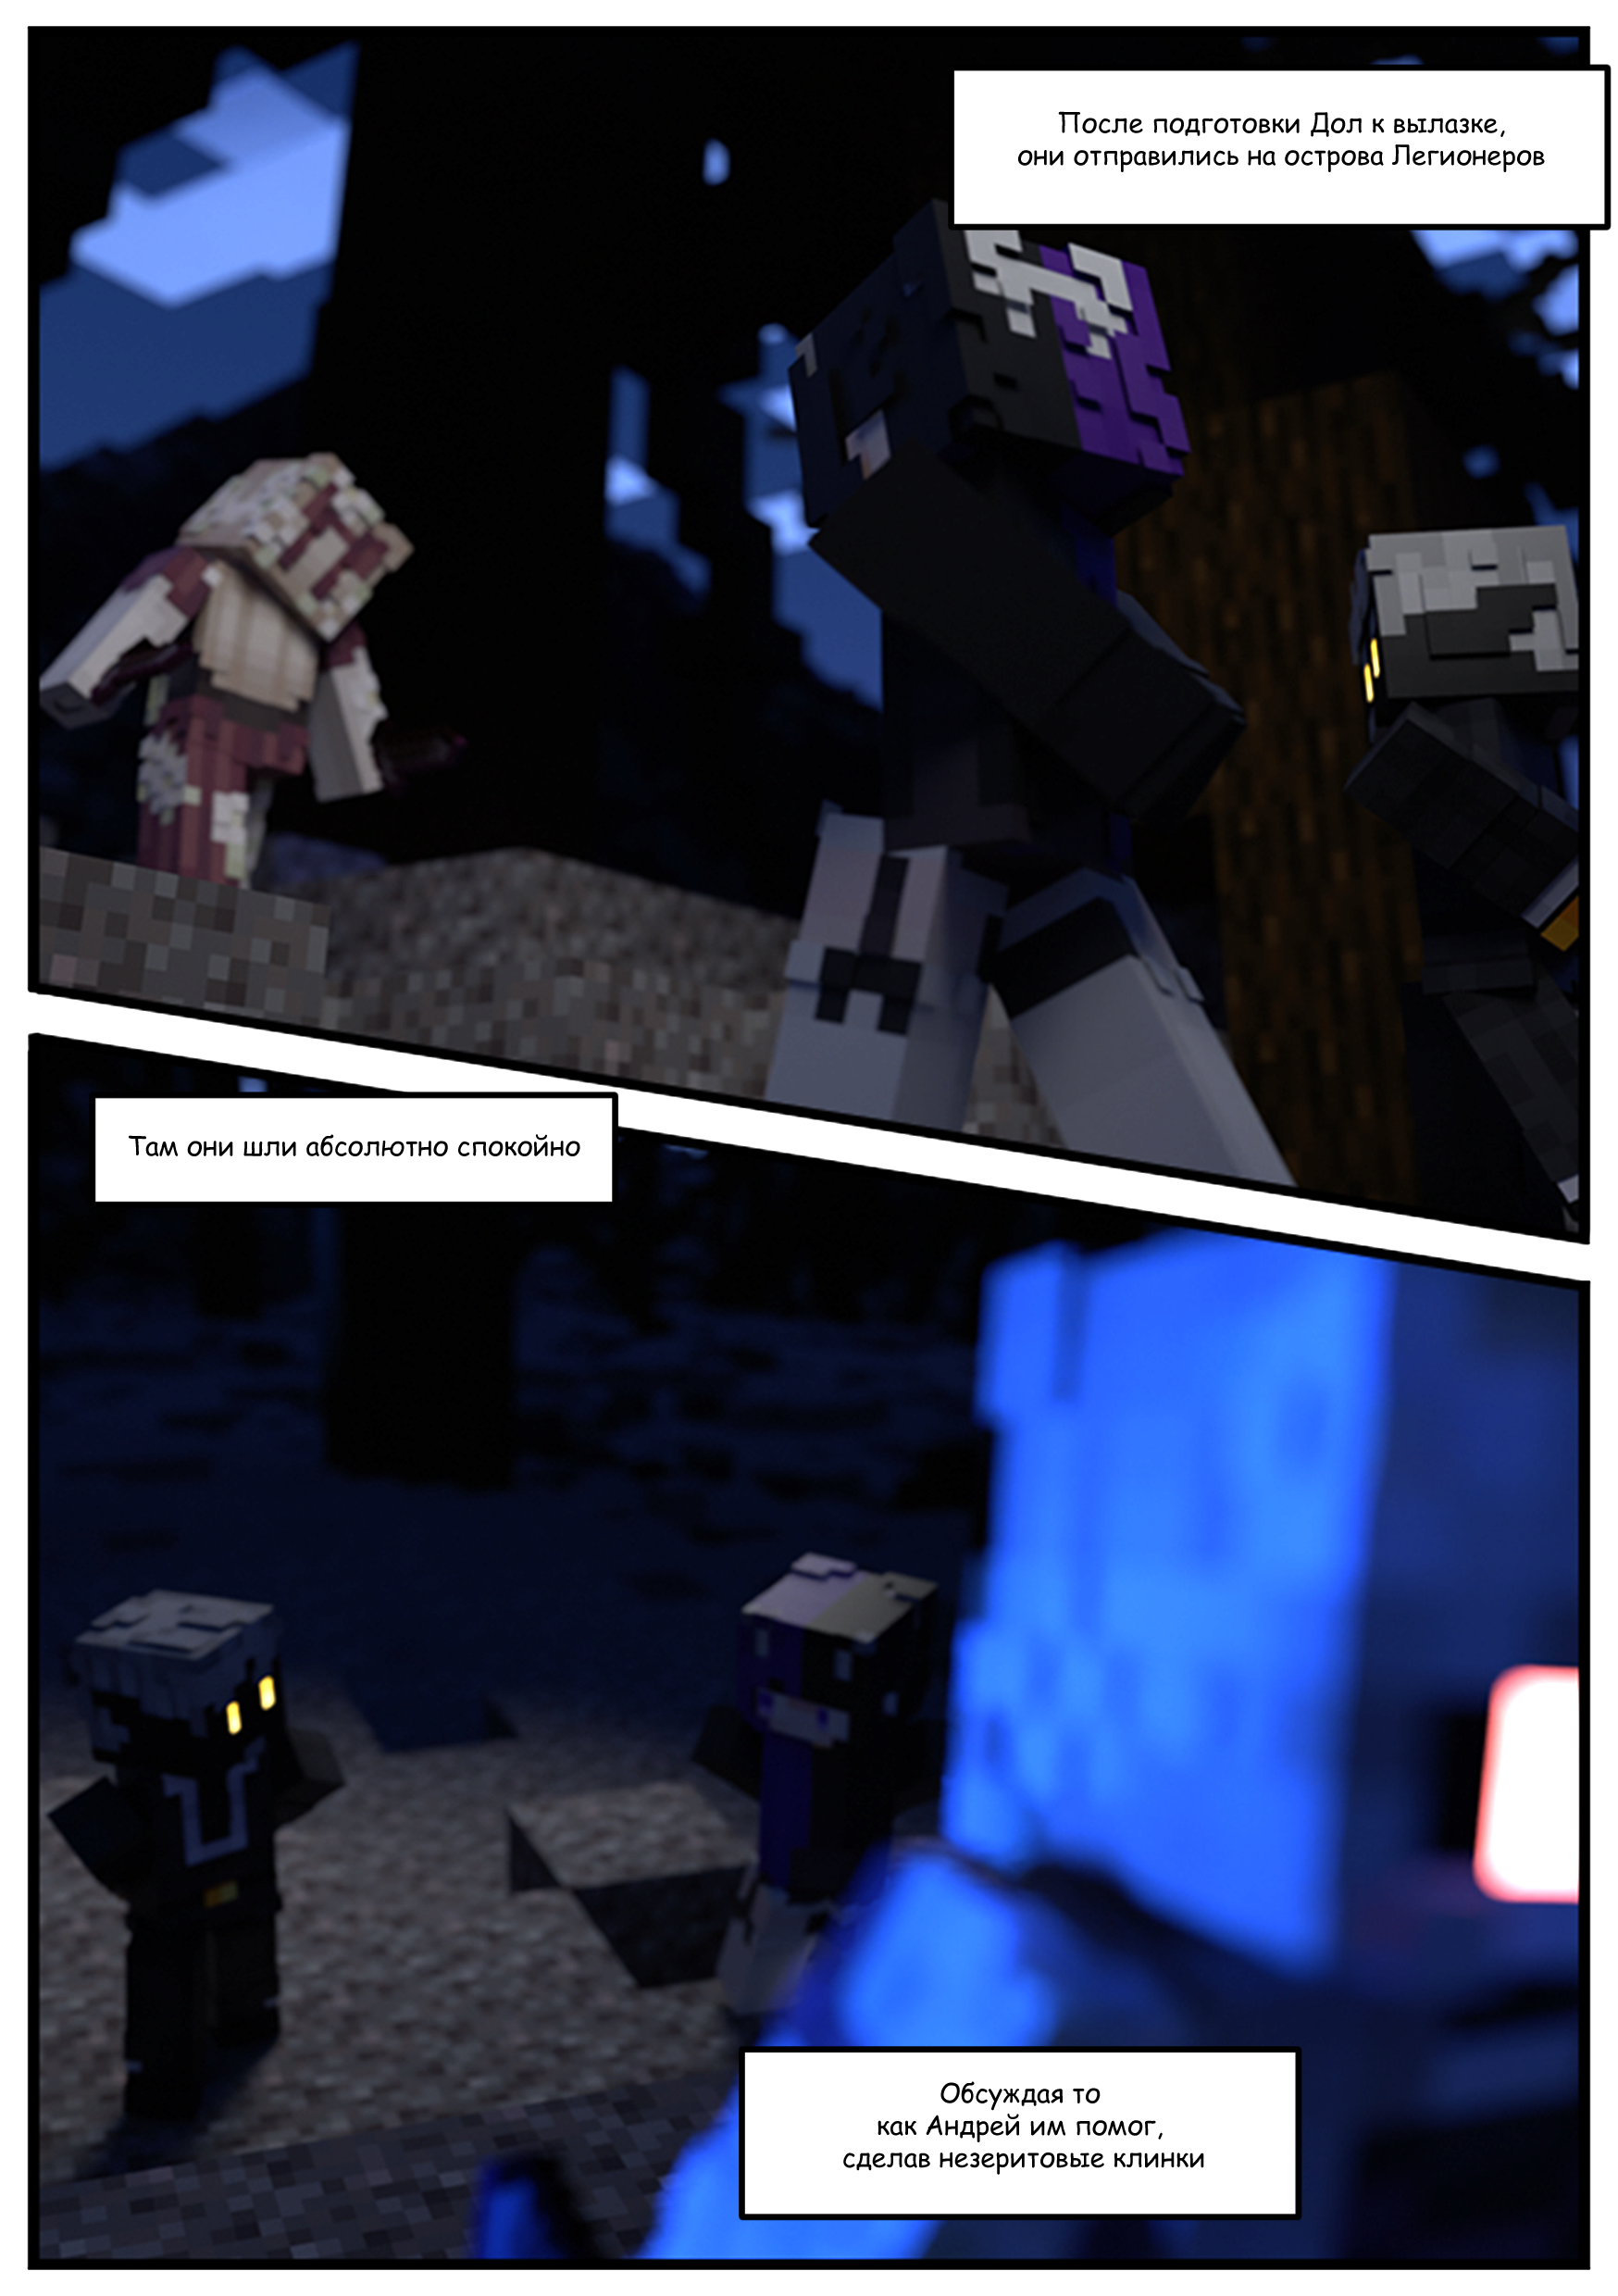 После подготовки Дол к вылазке,
они отправились на острова Легионеров
Там они шли абсолютно спокойно
Обсуждая то
как Андрей им помог,
сделав незеритовые клинки